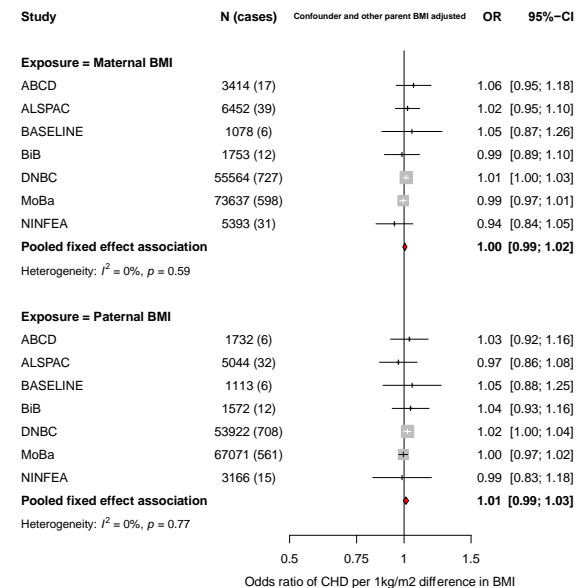 Study N (cases) Confounder and other parent BMI adjusted OR 95%−CI
Exposure = Maternal BMI
ABCD 3414 (17) 1.06 [0.95; 1.18]
ALSPAC 6452 (39) 1.02 [0.95; 1.10]
BASELINE 1078 (6) 1.05 [0.87; 1.26]
BiB 1753 (12) 0.99 [0.89; 1.10]
DNBC 55564 (727) 1.01 [1.00; 1.03]
MoBa 73637 (598) 0.99 [0.97; 1.01]
NINFEA 5393 (31) 0.94 [0.84; 1.05]
Pooled fixed effect association 1.00 [0.99; 1.02]
Heterogeneity: I² = 0%, p = 0.59
Exposure = Paternal BMI
ABCD 1732 (6) 1.03 [0.92; 1.16]
ALSPAC 5044 (32) 0.97 [0.86; 1.08]
BASELINE 1113 (6) 1.05 [0.88; 1.25]
BiB 1572 (12) 1.04 [0.93; 1.16]
DNBC 53922 (708) 1.02 [1.00; 1.04]
MoBa 67071 (561) 1.00 [0.97; 1.02]
NINFEA 3166 (15) 0.99 [0.83; 1.18]
Pooled fixed effect association 1.01 [0.99; 1.03]
Heterogeneity: I² = 0%, p = 0.77
0.5 0.75 1 1.5
Odds ratio of CHD per 1kg/m2 difference in BMI